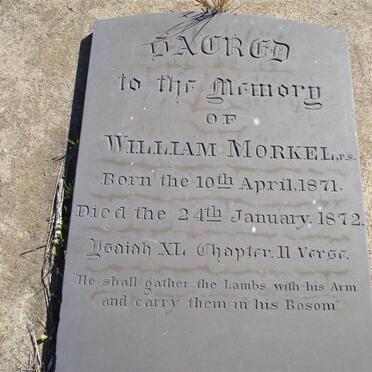 SACRED
to the Memory
OF
WILLIAM MORKEL, P.S.
Born the 10th April, 1871.
Died the 24th January, 1872.
Isaiah XL Chapter. 11 Verse.
"He shall gather the Lambs with his Arm
and carry them in his Bosom"